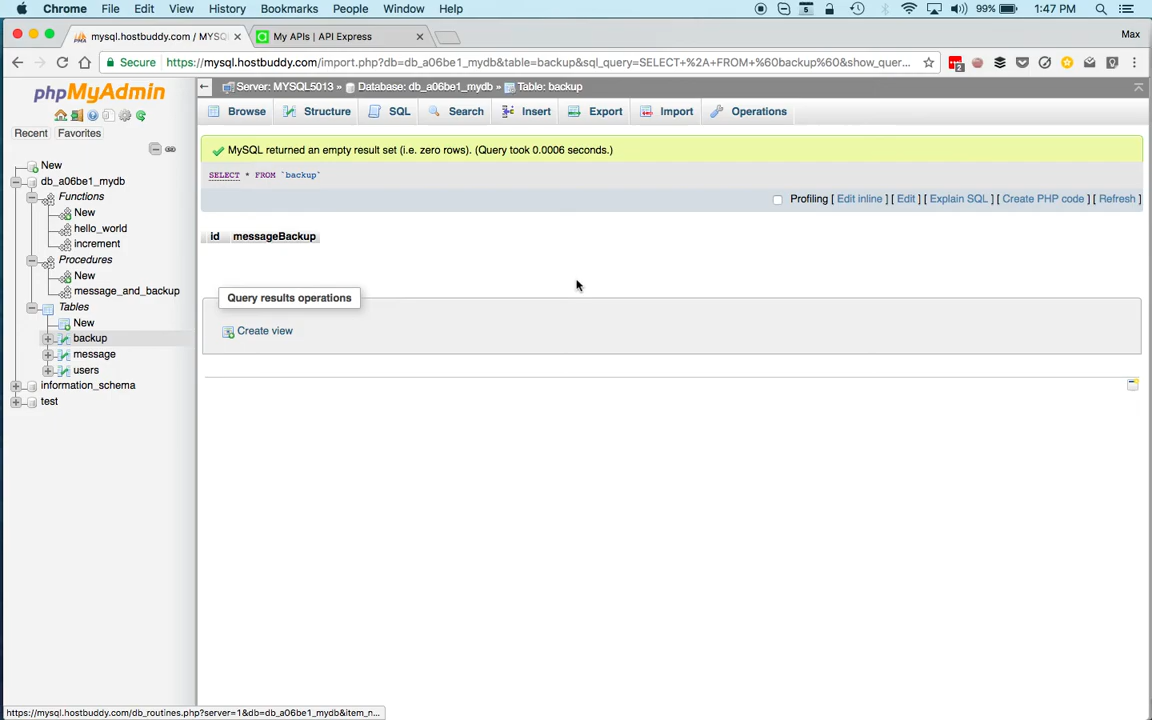 Chrome File Edit View History Bookmarks People Window Help 5 99% 1:47 PM
mysql.hostbuddy.com / MYSQ My APIs | API Express Max
Secure https://mysql.hostbuddy.com/import.php?db=db_a06be1_mydb&table=backup&sql_query=SELECT+%2A+FROM+%60backup%60&show_quer... 2
phpMyAdmin
Recent Favorites
New
db_a06be1_mydb
Functions
New
hello_world
increment
Procedures
New
message_and_backup
Tables
New
backup
message
users
information_schema
test
Server: MYSQL5013 » Database: db_a06be1_mydb » Table: backup
Browse Structure SQL Search Insert Export Import Operations
MySQL returned an empty result set (i.e. zero rows). (Query took 0.0006 seconds.)
SELECT * FROM `backup`
Profiling [ Edit inline ] [ Edit ] [ Explain SQL ] [ Create PHP code ] [ Refresh ]
id messageBackup
Query results operations
Create view
https://mysql.hostbuddy.com/db_routines.php?server=1&db=db_a06be1_mydb&item_n...